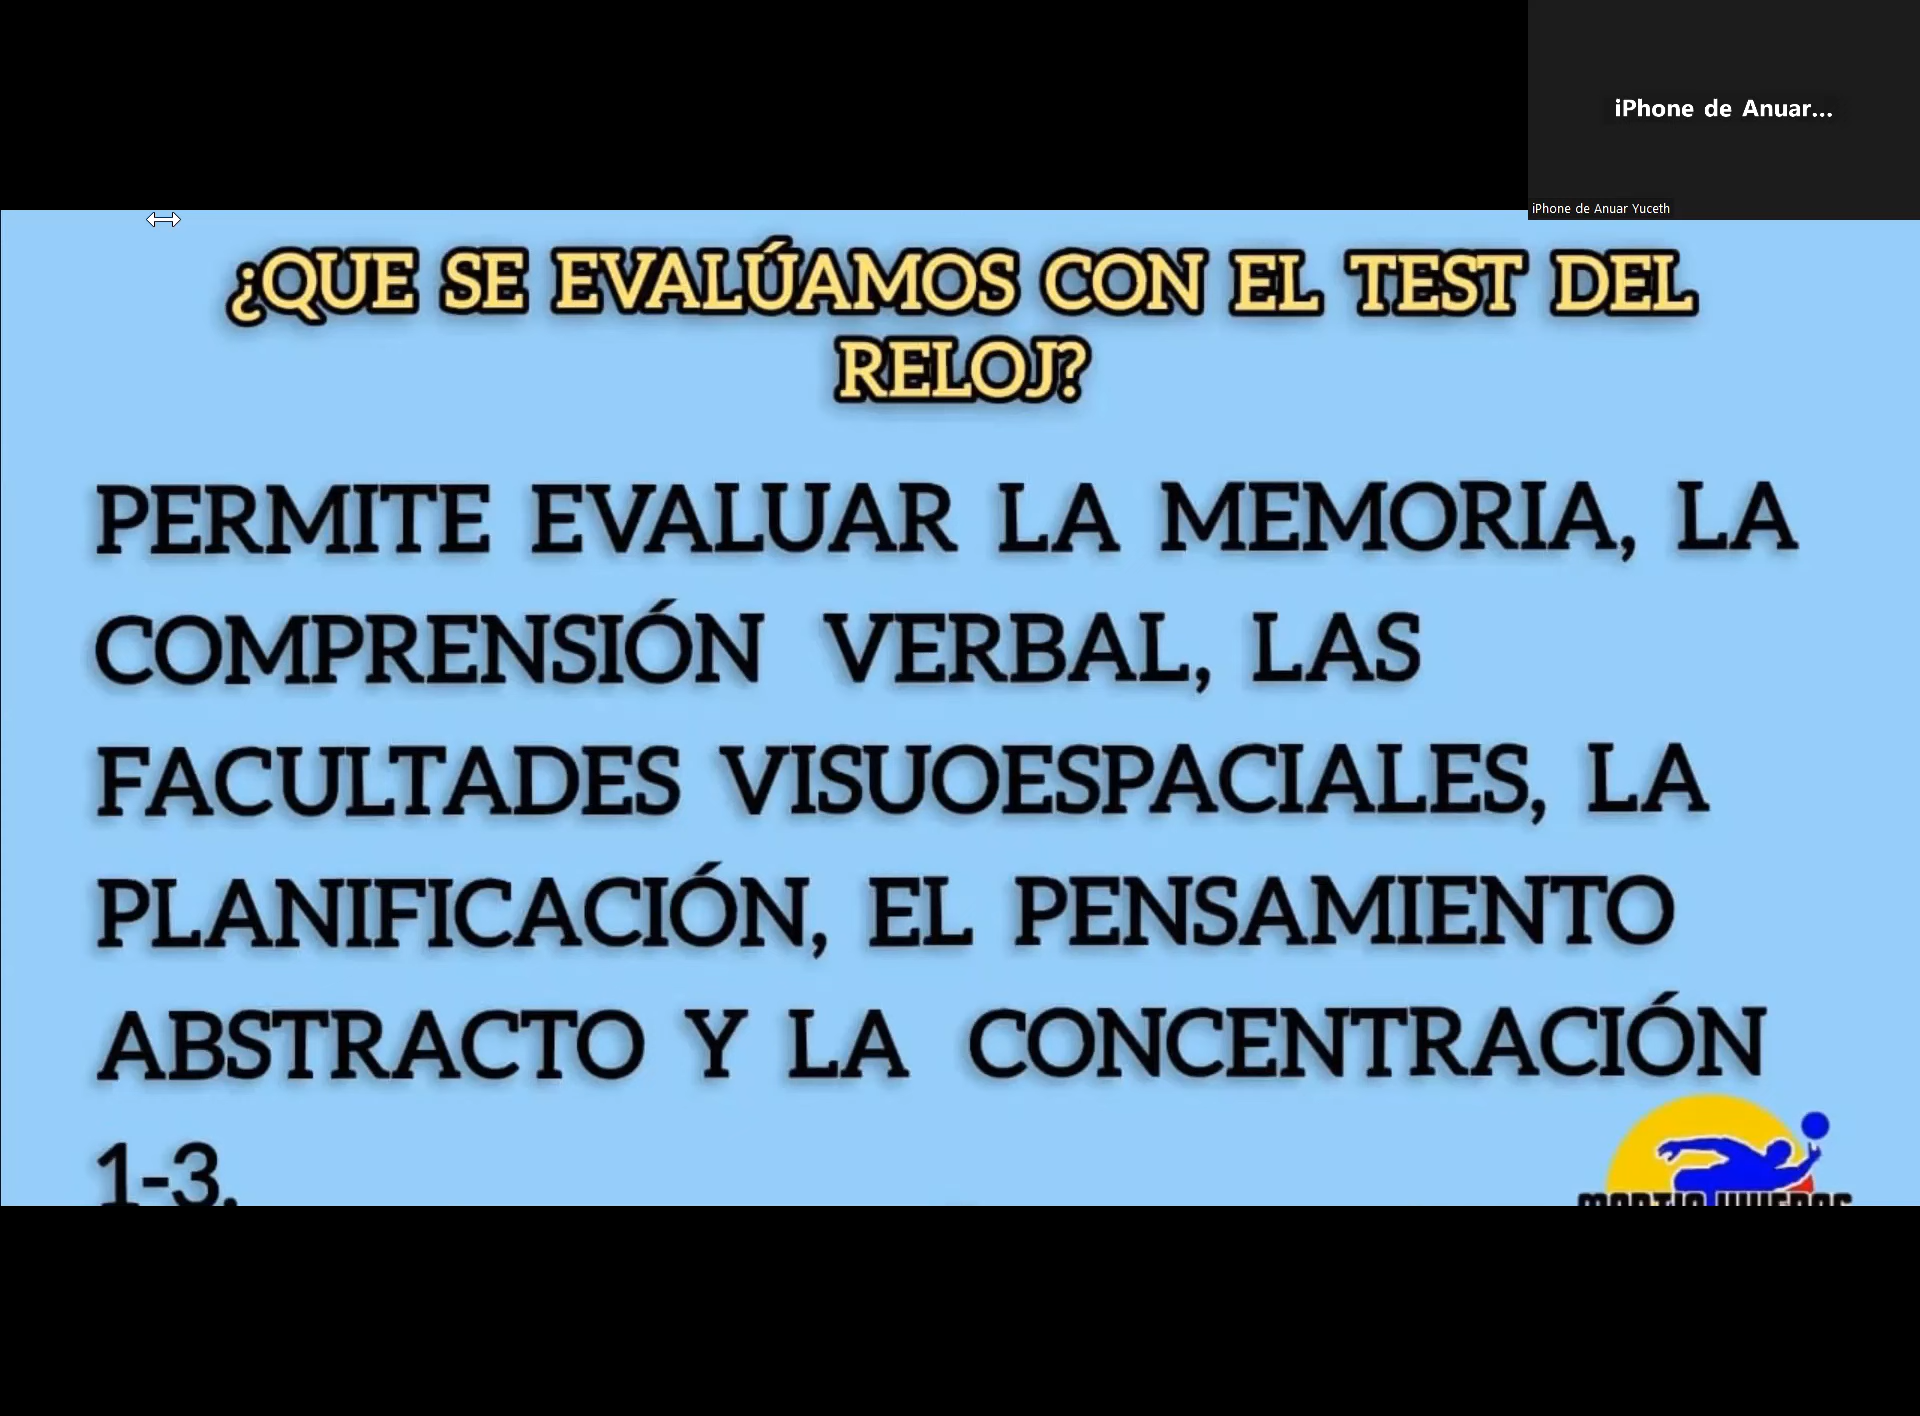 iPhone de Anuar...
iPhone de Anuar Yuceth
¿QUE SE EVALÚAMOS CON EL TEST DEL
RELOJ?
PERMITE EVALUAR LA MEMORIA, LA
COMPRENSIÓN VERBAL, LAS
FACULTADES VISUOESPACIALES, LA
PLANIFICACIÓN, EL PENSAMIENTO
ABSTRACTO Y LA CONCENTRACIÓN
1-3.